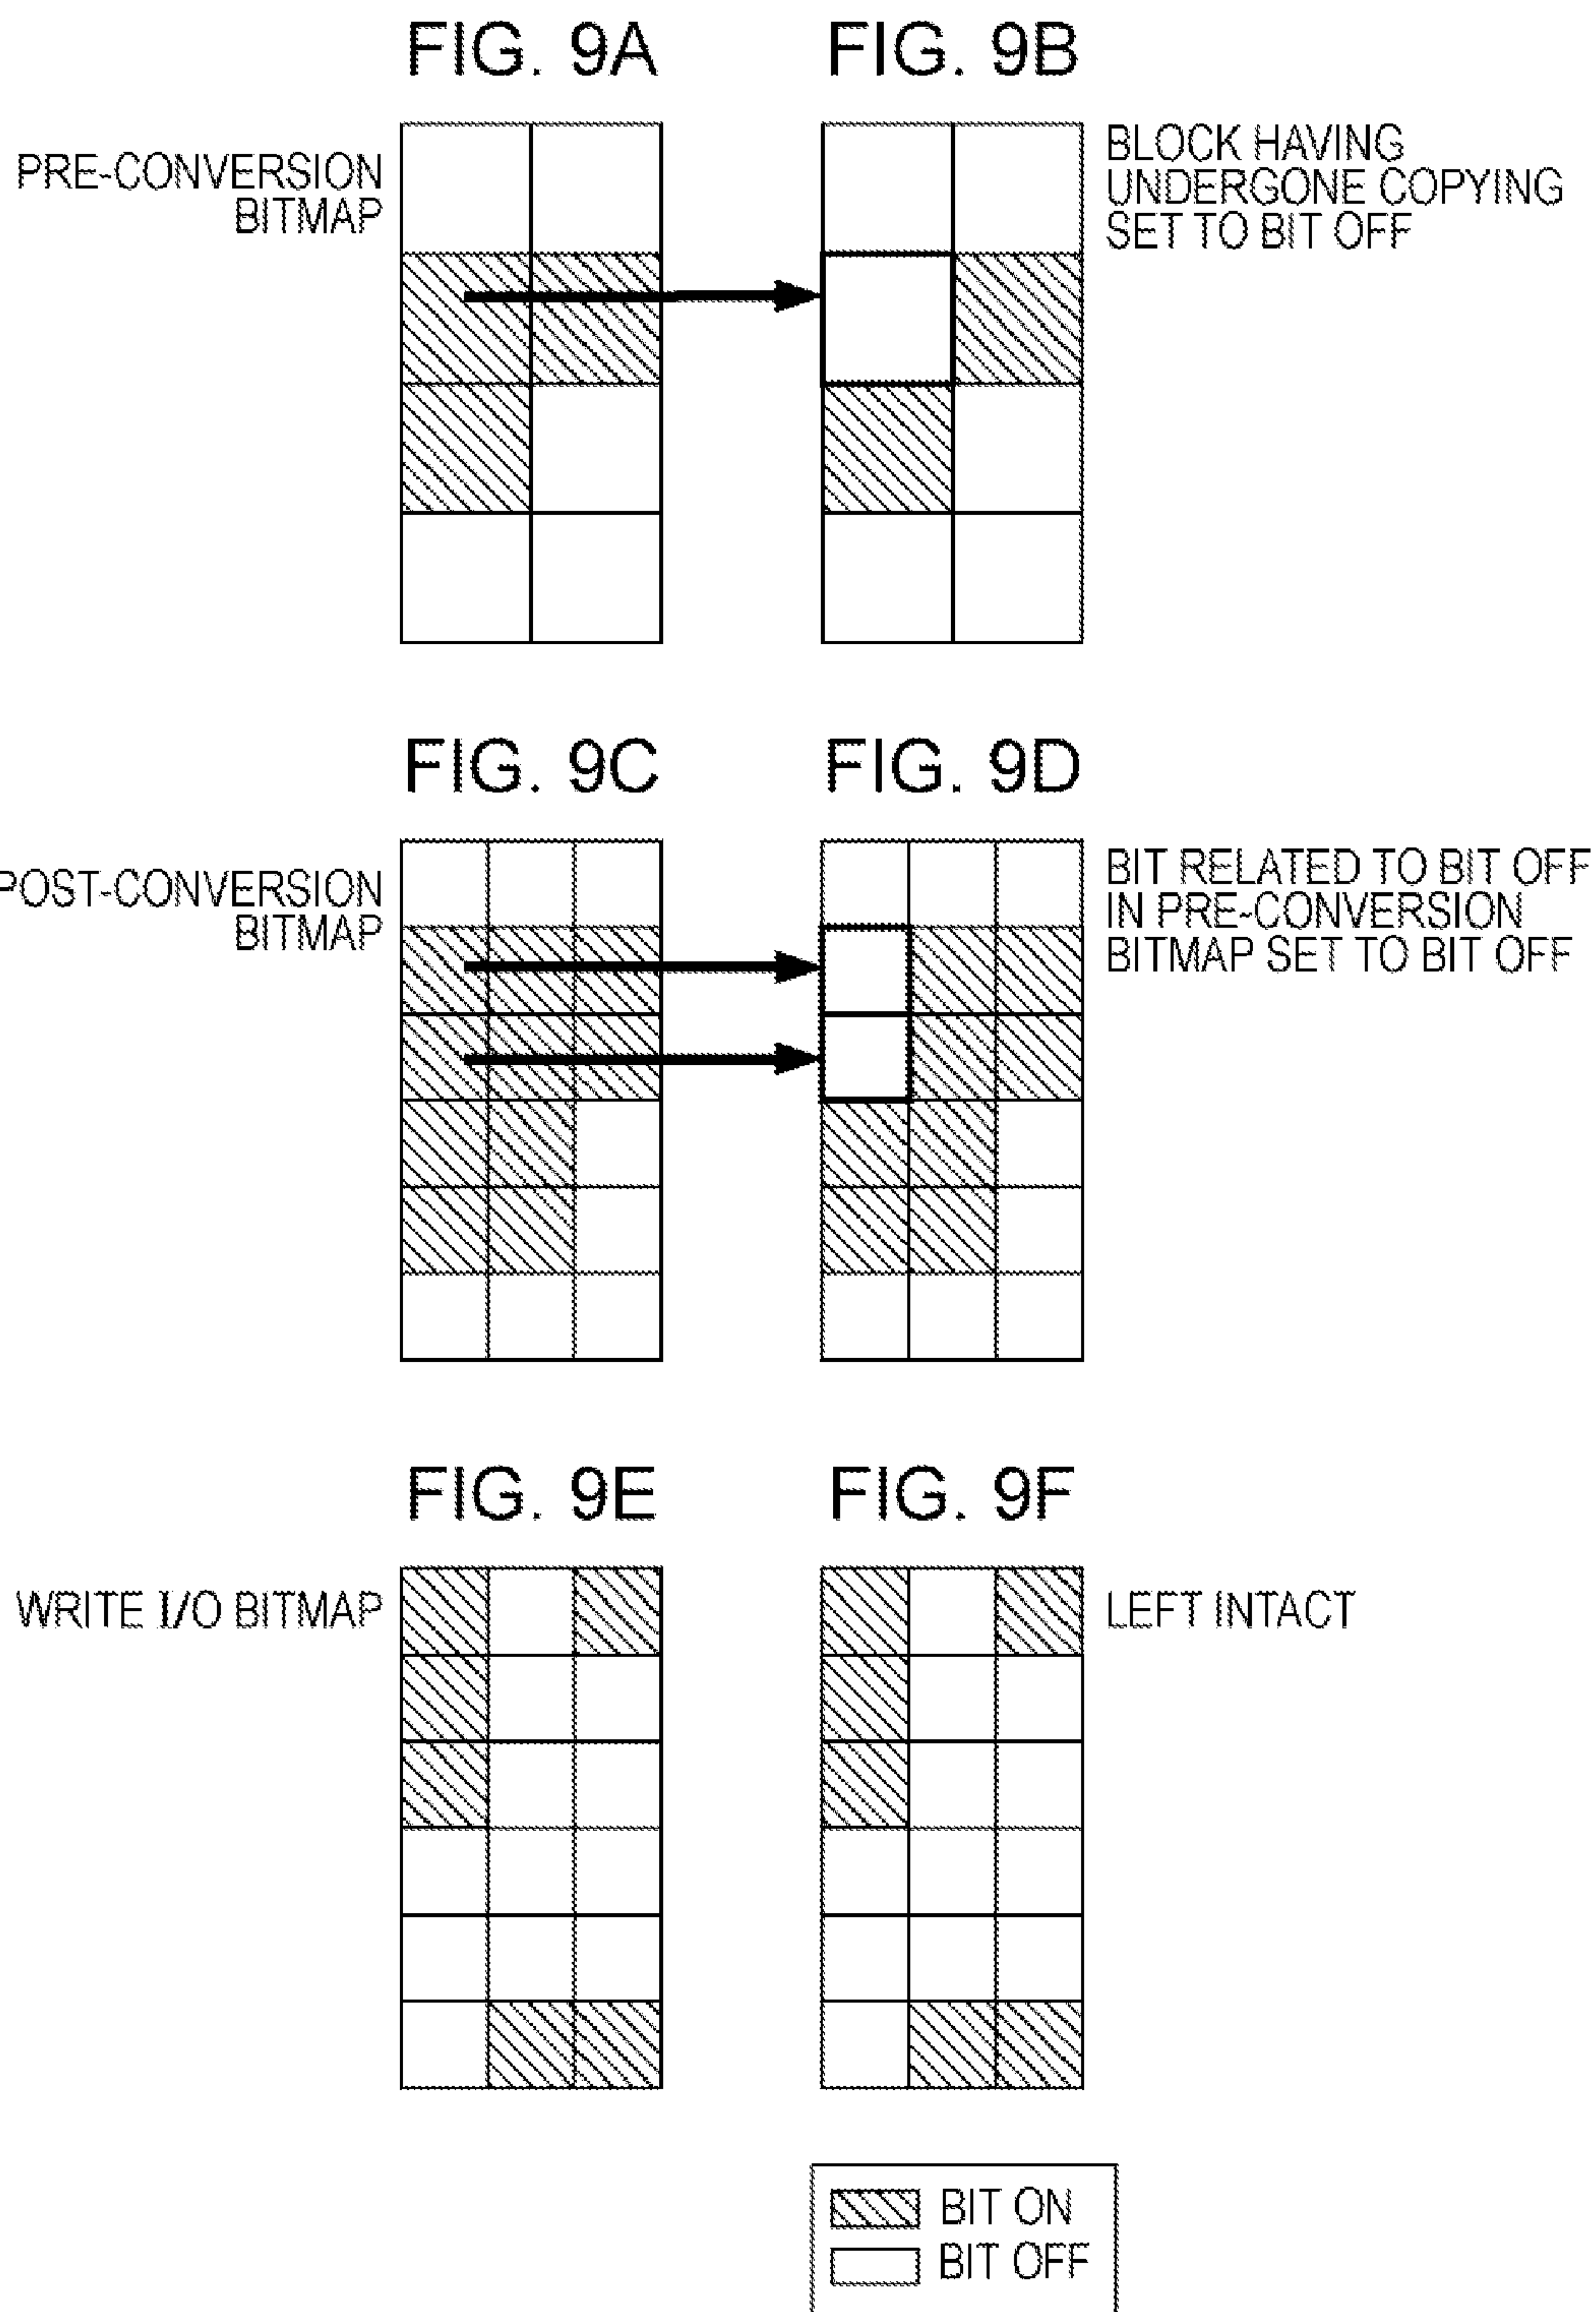 FIG. 9A
FIG. 9B
PRE-CONVERSION
BITMAP
BLOCK HAVING
UNDERGONE COPYING
SET TO BIT OFF
FIG. 9C
FIG. 9D
POST-CONVERSION
BITMAP
BIT RELATED TO BIT OFF
IN PRE-CONVERSION
BITMAP SET TO BIT OFF
FIG. 9E
FIG. 9F
WRITE I/O BITMAP
LEFT INTACT
BIT ON
BIT OFF